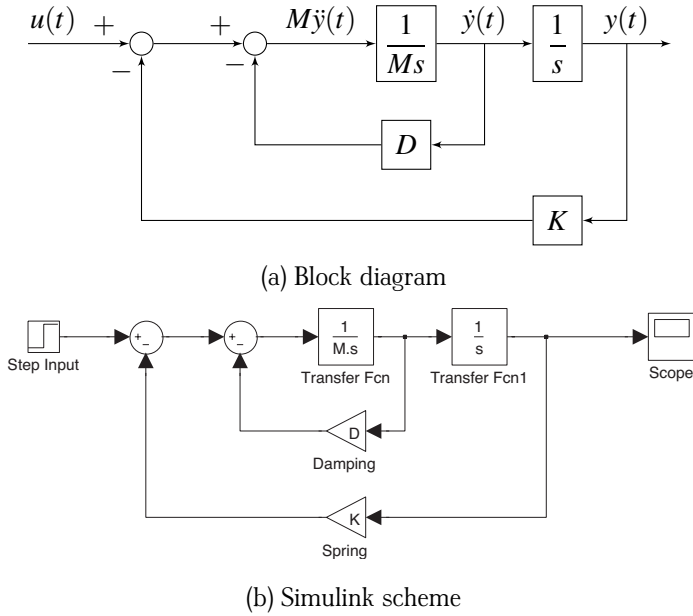 u(t) + + Mÿ(t) ẏ(t) y(t)
− −
1
Ms
1
s
D
K
(a) Block diagram
+
−
+
−
1
M.s
1
s
Step Input
Transfer Fcn
Transfer Fcn1
Scope
D
Damping
K
Spring
(b) Simulink scheme